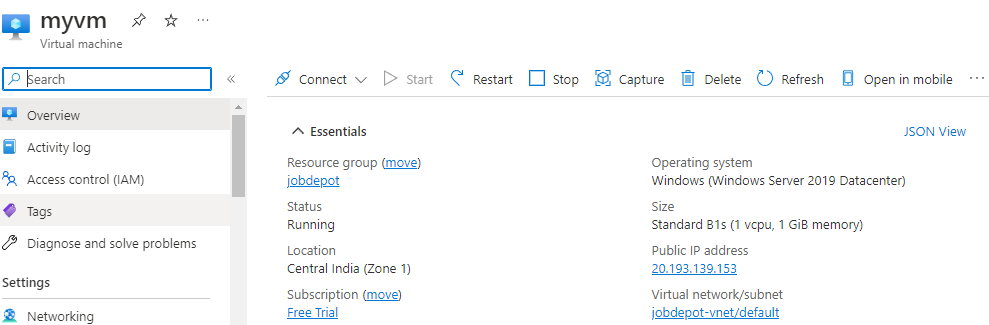 myvm
Virtual machine
Search
Connect Start Restart Stop Capture Delete Refresh Open in mobile
Overview
Activity log
Access control (IAM)
Tags
Diagnose and solve problems
Settings
Networking
Essentials
JSON View
Resource group (move)
jobdepot
Status
Running
Location
Central India (Zone 1)
Subscription (move)
Free Trial
Operating system
Windows (Windows Server 2019 Datacenter)
Size
Standard B1s (1 vcpu, 1 GiB memory)
Public IP address
20.193.139.153
Virtual network/subnet
jobdepot-vnet/default